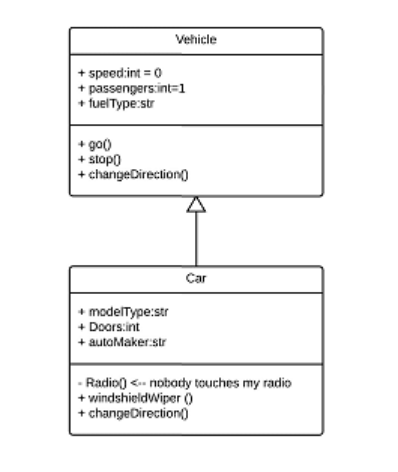 Vehicle
+ speed:int = 0
+ passengers:int=1
+ fuelType:str
+ go()
+ stop()
+ changeDirection()
Car
+ modelType:str
+ Doors:int
+ autoMaker:str
- Radio() <-- nobody touches my radio
+ windshieldWiper ()
+ changeDirection()